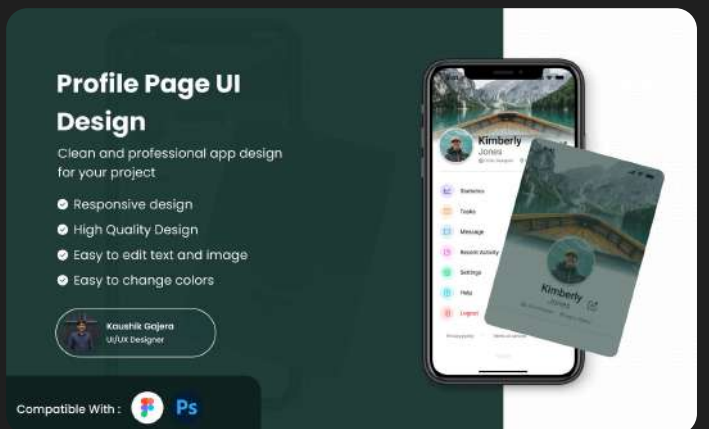 Profile Page UI
Design
Clean and professional app design
for your project
Responsive design
High Quality Design
Easy to edit text and image
Easy to change colors
Kaushik Gajera
UI/UX Designer
Compatible With :
Ps
Kimberly
Jones
Statistics
Tasks
Message
Recent Activity
Settings
Help
Logout
Kimberly
Jones